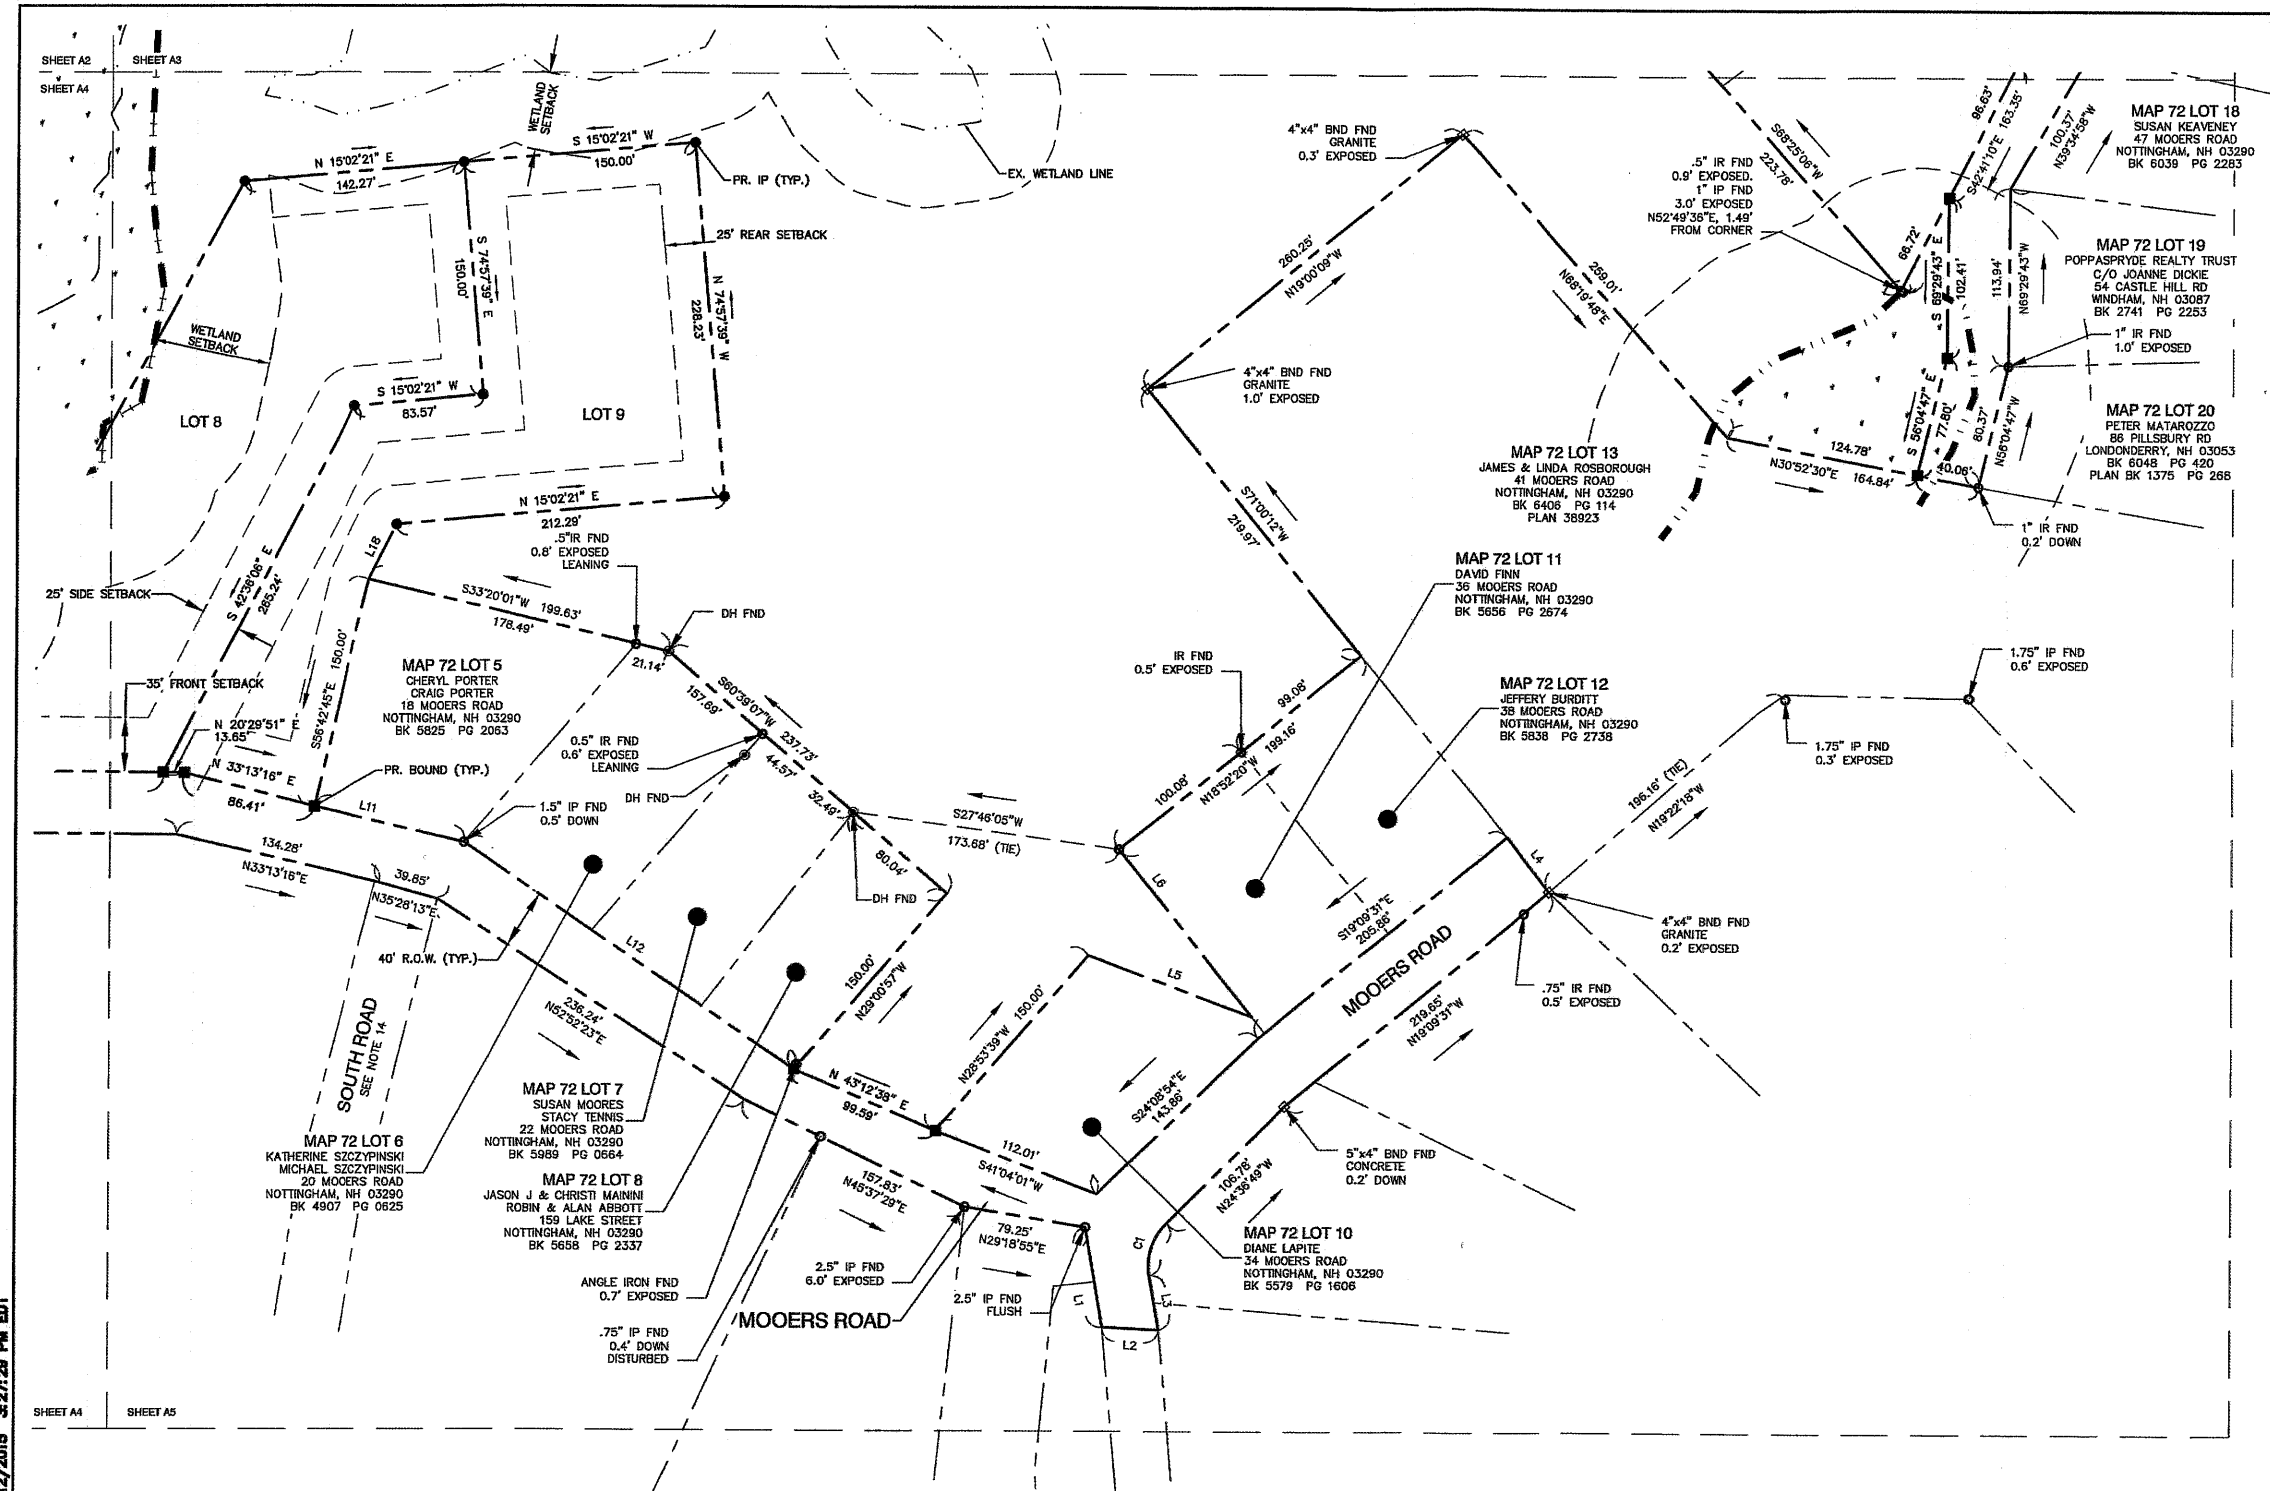 SHEET A2
SHEET A3
SHEET A4
WETLAND
SETBACK
N 15°02'21" E
142.27'
S 15°02'21" W
150.00'
PR. IP (TYP.)
EX. WETLAND LINE
25' REAR SETBACK
S 74°57'39" E
150.00'
N 74°57'39" W
228.23'
WETLAND
SETBACK
LOT 8
S 15°02'21" W
83.57'
LOT 9
N 15°02'21" E
212.29'
.5"IR FND
0.8' EXPOSED
LEANING
L18
S33°20'01"W 199.63'
178.49'
21.14'
DH FND
25' SIDE SETBACK
S 42°36'06" E
265.24'
35' FRONT SETBACK
N 20°29'51" E
13.65'
N 33°13'16" E
86.41'
S56°42'45"E 150.00'
MAP 72 LOT 5
CHERYL PORTER
CRAIG PORTER
18 MOOERS ROAD
NOTTINGHAM, NH 03290
BK 5825 PG 2063
PR. BOUND (TYP.)
L11
1.5" IP FND
0.5' DOWN
0.5" IR FND
0.6' EXPOSED
LEANING
DH FND
157.69'
S60°39'07"W
237.73'
44.57'
32.49'
80.04'
DH FND
S27°46'05"W
173.68' (TIE)
134.28'
N33°13'16"E
39.85'
N35°28'13"E
40' R.O.W. (TYP.)
L12
236.24'
N52°52'23"E
SOUTH ROAD
SEE NOTE 14
150.00'
N29°00'57"W
MAP 72 LOT 6
KATHERINE SZCZYPINSKI
MICHAEL SZCZYPINSKI
20 MOOERS ROAD
NOTTINGHAM, NH 03290
BK 4907 PG 0625
MAP 72 LOT 7
SUSAN MOORES
STACY TENNIS
22 MOOERS ROAD
NOTTINGHAM, NH 03290
BK 5989 PG 0664
MAP 72 LOT 8
JASON J & CHRISTI MAININI
ROBIN & ALAN ABBOTT
159 LAKE STREET
NOTTINGHAM, NH 03290
BK 5658 PG 2337
ANGLE IRON FND
0.7' EXPOSED
.75" IP FND
0.4' DOWN
DISTURBED
N 43°12'38" E
99.59'
157.83'
N45°37'29"E
2.5" IP FND
6.0' EXPOSED
MOOERS ROAD
N28°53'39"W 150.00'
L5
112.01'
S41°04'01"W
79.25'
N29°18'55"E
2.5" IP FND
FLUSH
L1
L2
L3
C1
S24°08'54"E
143.86'
106.78'
N24°36'49"W
MAP 72 LOT 10
DIANE LAPITE
34 MOOERS ROAD
NOTTINGHAM, NH 03290
BK 5579 PG 1606
5"x4" BND FND
CONCRETE
0.2' DOWN
L6
L4
S19°09'31"E
205.86'
MOOERS ROAD
219.65'
N19°09'31"W
.75" IR FND
0.5' EXPOSED
4"x4" BND FND
GRANITE
0.2' EXPOSED
196.16' (TIE)
N19°22'18"W
1.75" IP FND
0.3' EXPOSED
1.75" IP FND
0.6' EXPOSED
100.08'
99.08'
199.16'
N18°52'20"W
IR FND
0.5' EXPOSED
MAP 72 LOT 12
JEFFERY BURDITT
38 MOOERS ROAD
NOTTINGHAM, NH 03290
BK 5838 PG 2738
MAP 72 LOT 11
DAVID FINN
36 MOOERS ROAD
NOTTINGHAM, NH 03290
BK 5656 PG 2674
S71°00'12"W
219.97'
4"x4" BND FND
GRANITE
1.0' EXPOSED
260.25'
N19°00'09"W
4"x4" BND FND
GRANITE
0.3' EXPOSED
269.01'
N68°19'48"E
MAP 72 LOT 13
JAMES & LINDA ROSBOROUGH
41 MOOERS ROAD
NOTTINGHAM, NH 03290
BK 6406 PG 114
PLAN 38923
.5" IR FND
0.9' EXPOSED.
1" IP FND
3.0' EXPOSED
N52°49'36"E, 1.49'
FROM CORNER
S68°25'06"W
223.78'
66.72'
96.63'
S42°41'10"E 163.35'
100.37'
N39°34'58"W
S 69°29'43" E
102.41'
113.94'
N69°29'43"W
S 56°04'47" E
77.80'
80.37'
N56°04'47"W
124.78'
N30°52'30"E 164.84'
40.06'
1" IR FND
0.2' DOWN
1" IR FND
1.0' EXPOSED
MAP 72 LOT 18
SUSAN KEAVENEY
47 MOOERS ROAD
NOTTINGHAM, NH 03290
BK 6039 PG 2283
MAP 72 LOT 19
POPPASPRYDE REALTY TRUST
C/O JOANNE DICKIE
54 CASTLE HILL RD
WINDHAM, NH 03087
BK 2741 PG 2253
MAP 72 LOT 20
PETER MATAROZZO
86 PILLSBURY RD
LONDONDERRY, NH 03053
BK 6048 PG 420
PLAN BK 1375 PG 268
SHEET A4
SHEET A5